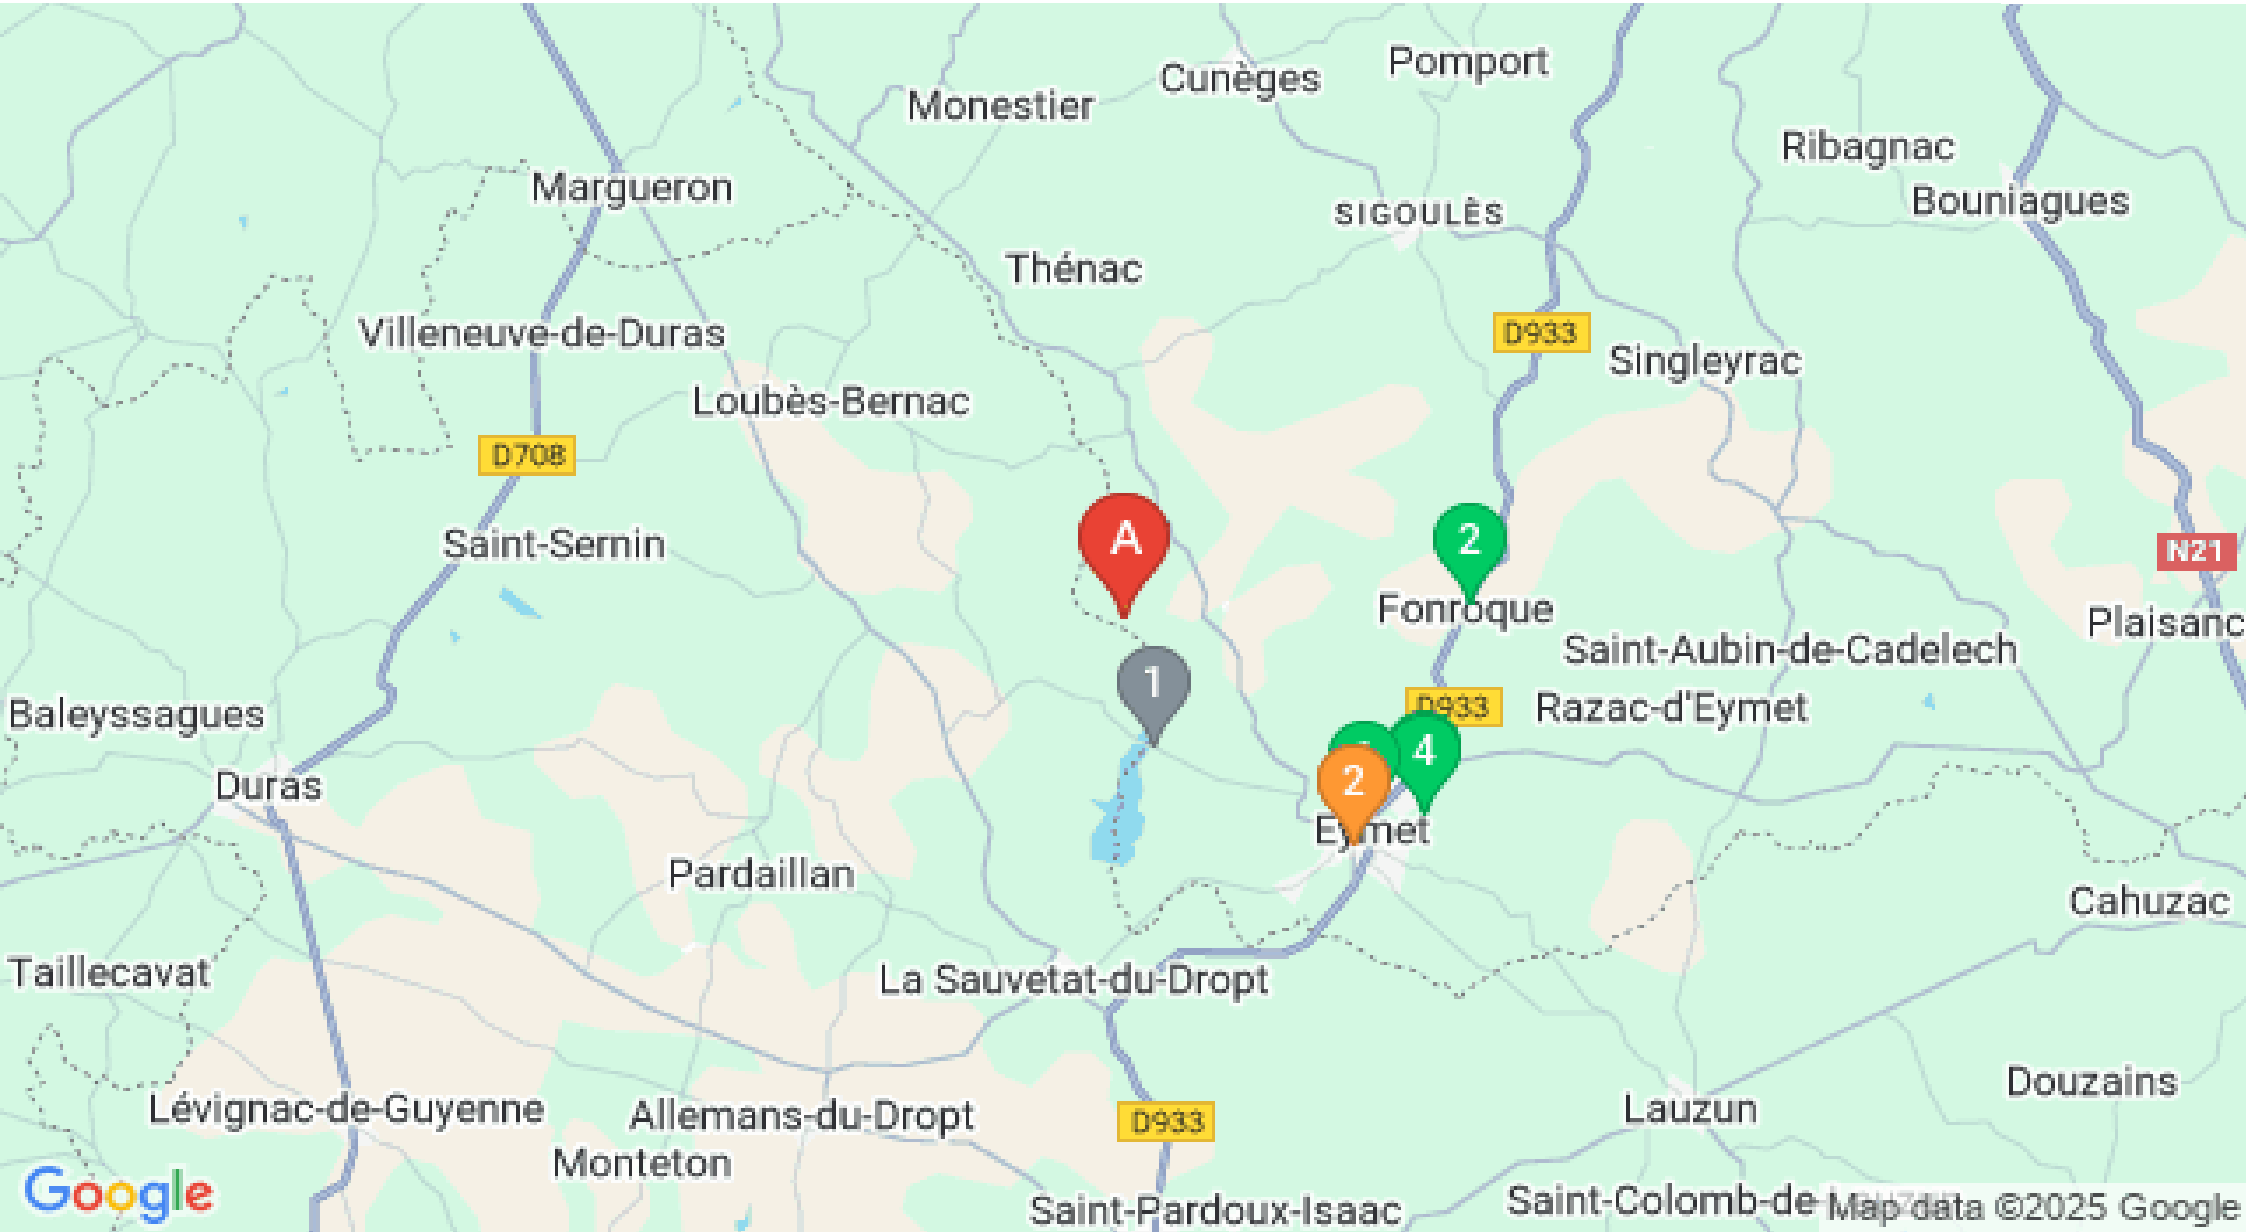 Pomport
Cunèges
Monestier
Ribagnac
Margueron
Bouniagues
SIGOULÈS
Thénac
D933
Villeneuve-de-Duras
Singleyrac
Loubès-Bernac
D708
A
2
Saint-Sernin
N21
Fonroque
Plaisanc
Saint-Aubin-de-Cadelech
1
D933
Razac-d'Eymet
Baleyssagues
4
2
Duras
Eymet
Pardaillan
Cahuzac
Taillecavat
La Sauvetat-du-Dropt
Douzains
Lévignac-de-Guyenne
Allemans-du-Dropt
D933
Lauzun
Monteton
Google
Saint-Pardoux-Isaac
Saint-Colomb-de
Map data ©2025 Google